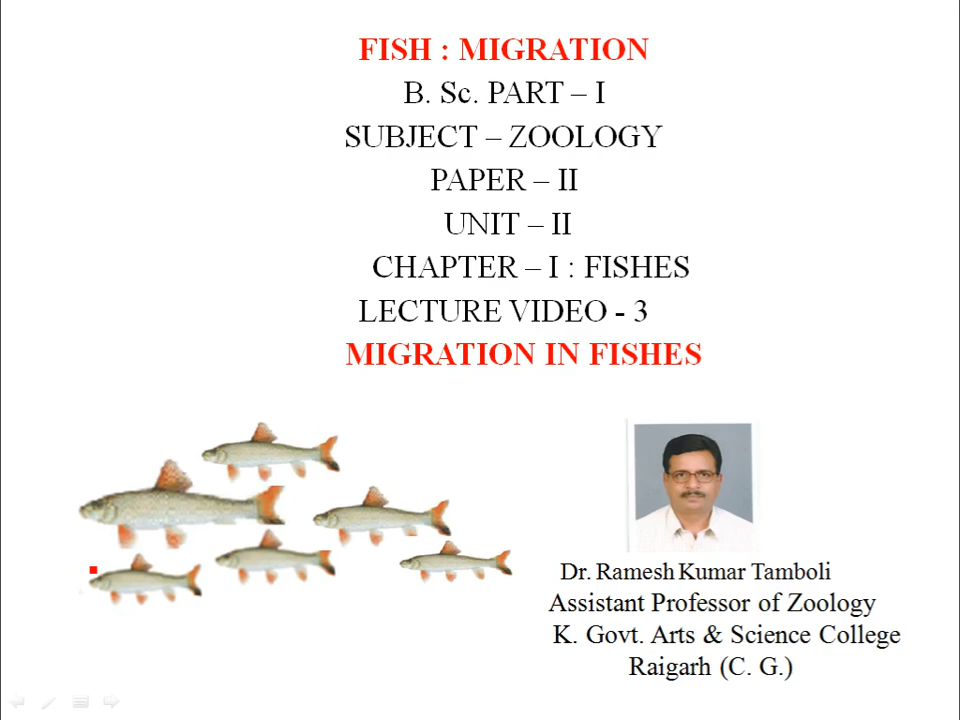 FISH : MIGRATION
B. Sc. PART – I
SUBJECT – ZOOLOGY
PAPER – II
UNIT – II
CHAPTER – I : FISHES
LECTURE VIDEO - 3
MIGRATION IN FISHES
Dr. Ramesh Kumar Tamboli
Assistant Professor of Zoology
K. Govt. Arts & Science College
Raigarh (C. G.)